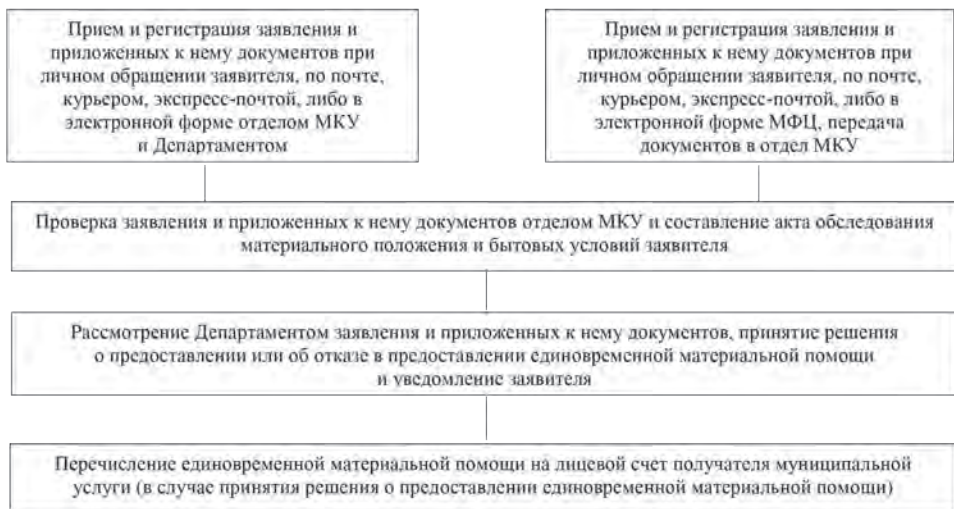 Прием и регистрация заявления и
приложенных к нему документов при
личном обращении заявителя, по почте,
курьером, экспресс-почтой, либо в
электронной форме отделом МКУ
и Департаментом
Прием и регистрация заявления и
приложенных к нему документов при
личном обращении заявителя, по почте,
курьером, экспресс-почтой, либо в
электронной форме МФЦ, передача
документов в отдел МКУ
Проверка заявления и приложенных к нему документов отделом МКУ и составление акта обследования
материального положения и бытовых условий заявителя
Рассмотрение Департаментом заявления и приложенных к нему документов, принятие решения
о предоставлении или об отказе в предоставлении единовременной материальной помощи
и уведомление заявителя
Перечисление единовременной материальной помощи на лицевой счет получателя муниципальной
услуги (в случае принятия решения о предоставлении единовременной материальной помощи)